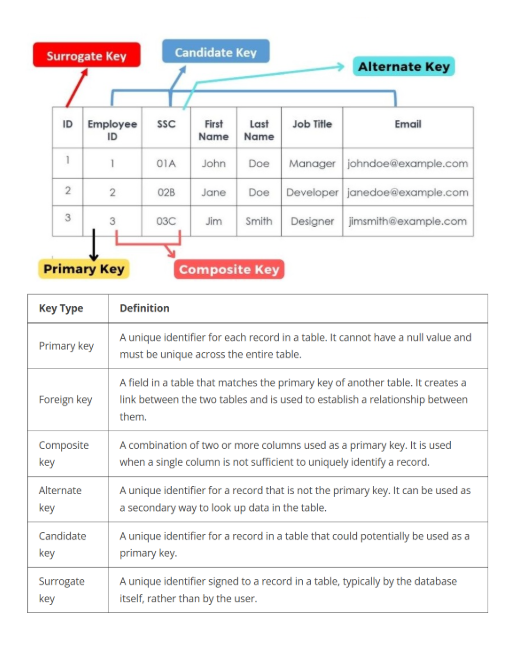 Surrogate Key
Candidate Key
Alternate Key
ID Employee ID SSC First Name Last Name Job Title Email
1 1 01A John Doe Manager johndoe@example.com
2 2 02B Jane Doe Developer janedoe@example.com
3 3 03C Jim Smith Designer jimsmith@example.com
Primary Key
Composite Key
Key Type Definition
Primary key A unique identifier for each record in a table. It cannot have a null value and
must be unique across the entire table.
Foreign key A field in a table that matches the primary key of another table. It creates a
link between the two tables and is used to establish a relationship between
them.
Composite key A combination of two or more columns used as a primary key. It is used
when a single column is not sufficient to uniquely identify a record.
Alternate key A unique identifier for a record that is not the primary key. It can be used as
a secondary way to look up data in the table.
Candidate key A unique identifier for a record in a table that could potentially be used as a
primary key.
Surrogate key A unique identifier signed to a record in a table, typically by the database
itself, rather than by the user.